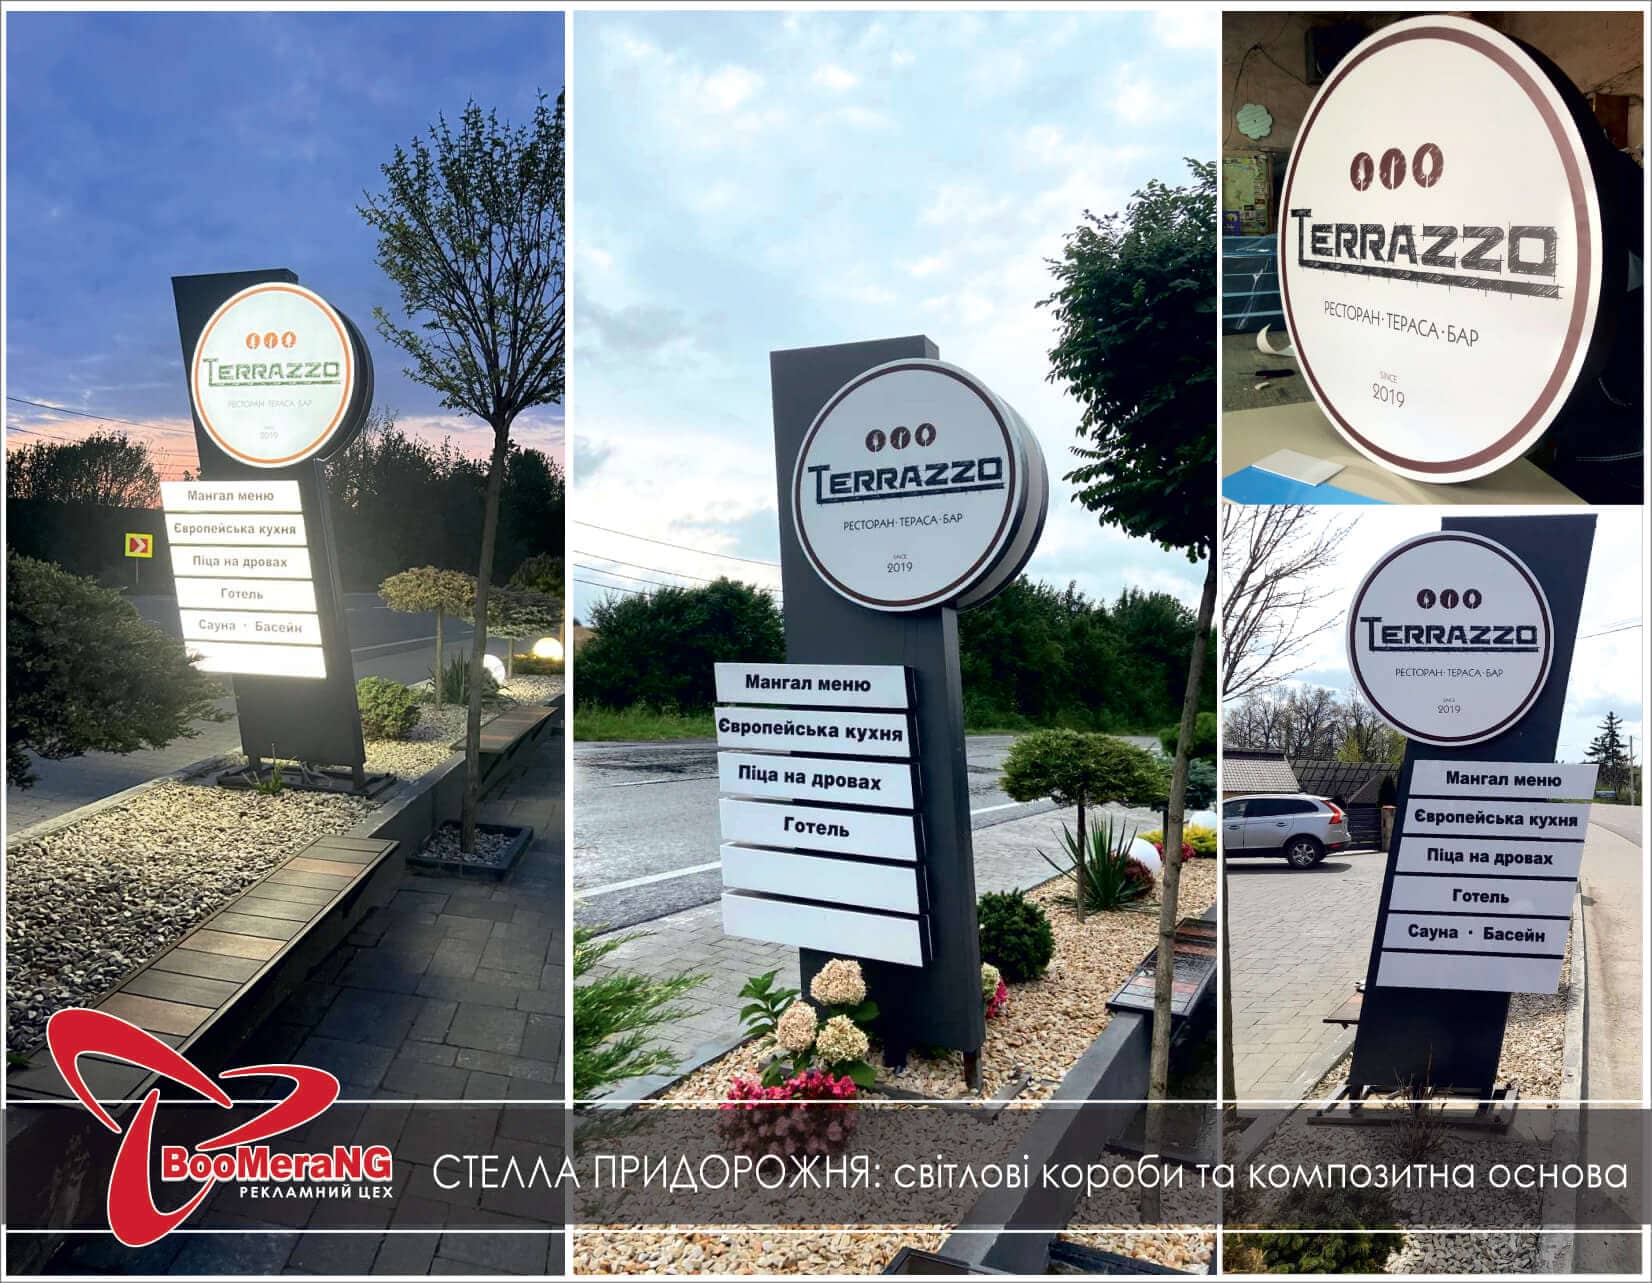 TERRAZZO
РЕСТОРАН·ТЕРАСА·БАР
SINCE
2019
Мангал меню
Європейська кухня
Піца на дровах
Готель
Сауна · Басейн
TERRAZZO
РЕСТОРАН·ТЕРАСА·БАР
SINCE
2019
Мангал меню
Європейська кухня
Піца на дровах
Готель
TERRAZZO
РЕСТОРАН·ТЕРАСА·БАР
SINCE
2019
TERRAZZO
РЕСТОРАН·ТЕРАСА·БАР
SINCE
2019
Мангал меню
Європейська кухня
Піца на дровах
Готель
Сауна · Басейн
BooMeraNG
РЕКЛАМНИЙ ЦЕХ
СТЕЛЛА ПРИДОРОЖНЯ: світлові короби та композитна основа